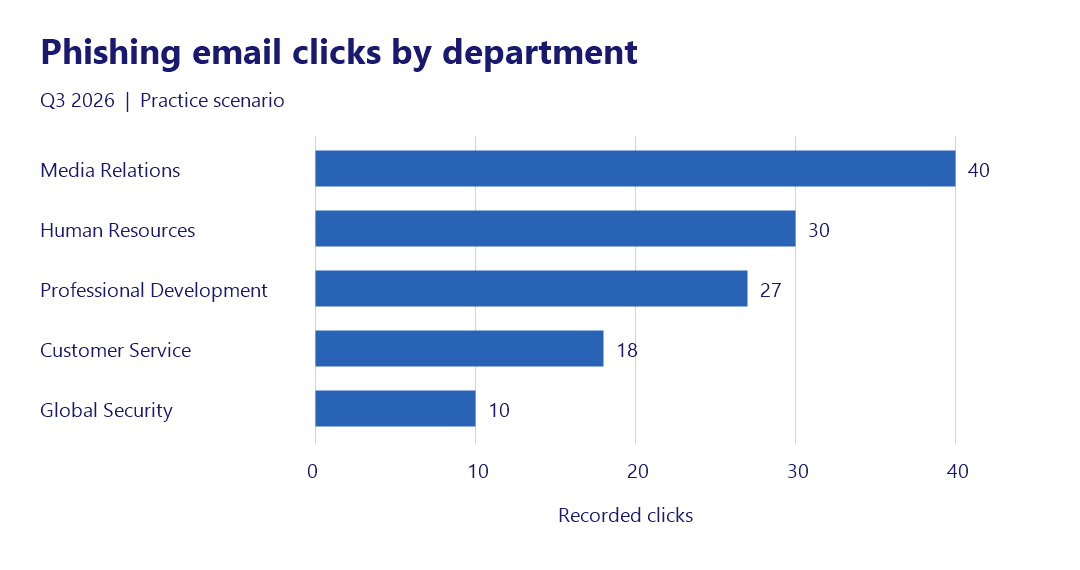 Phishing email clicks by department
Q3 2026 | Practice scenario
Media Relations 40
Human Resources 30
Professional Development 27
Customer Service 18
Global Security 10
0 10 20 30 40
Recorded clicks